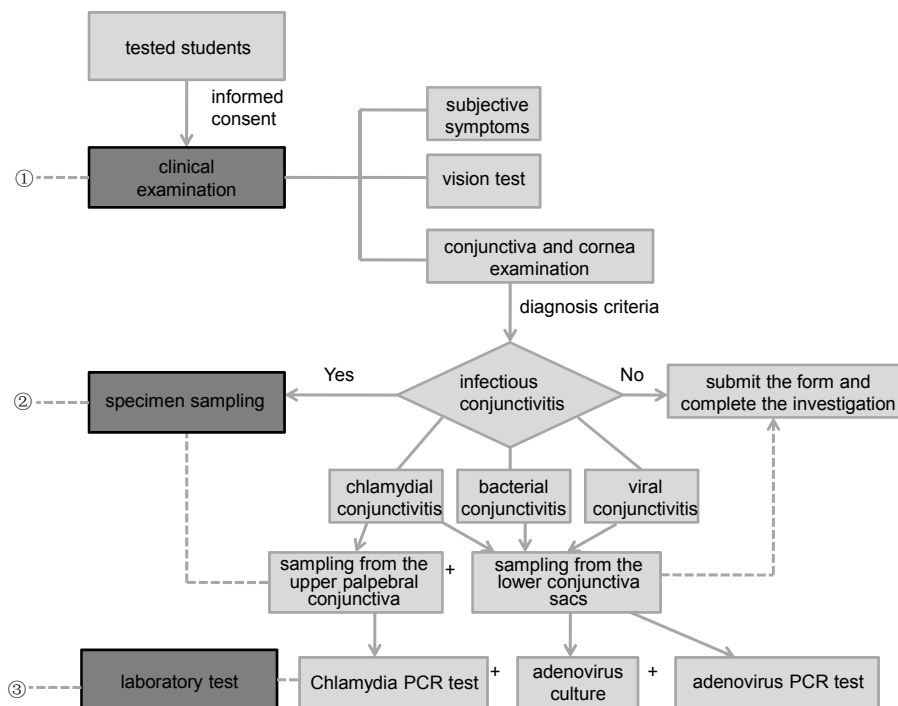 tested students
informed
consent
subjective
symptoms
①
clinical
examination
vision test
conjunctiva and cornea
examination
diagnosis criteria
Yes
infectious
conjunctivitis
No
submit the form and
complete the investigation
②
specimen sampling
chlamydial
conjunctivitis
bacterial
conjunctivitis
viral
conjunctivitis
sampling from the
upper palpebral
conjunctiva
+
sampling from the
lower conjunctiva
sacs
③
laboratory test
Chlamydia PCR test
+
adenovirus
culture
+
adenovirus PCR test